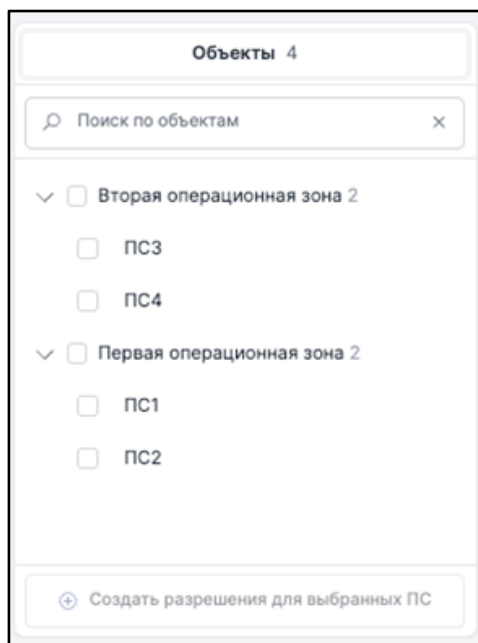 Объекты 4
Поиск по объектам
Вторая операционная зона 2
ПС3
ПС4
Первая операционная зона 2
ПС1
ПС2
Создать разрешения для выбранных ПС